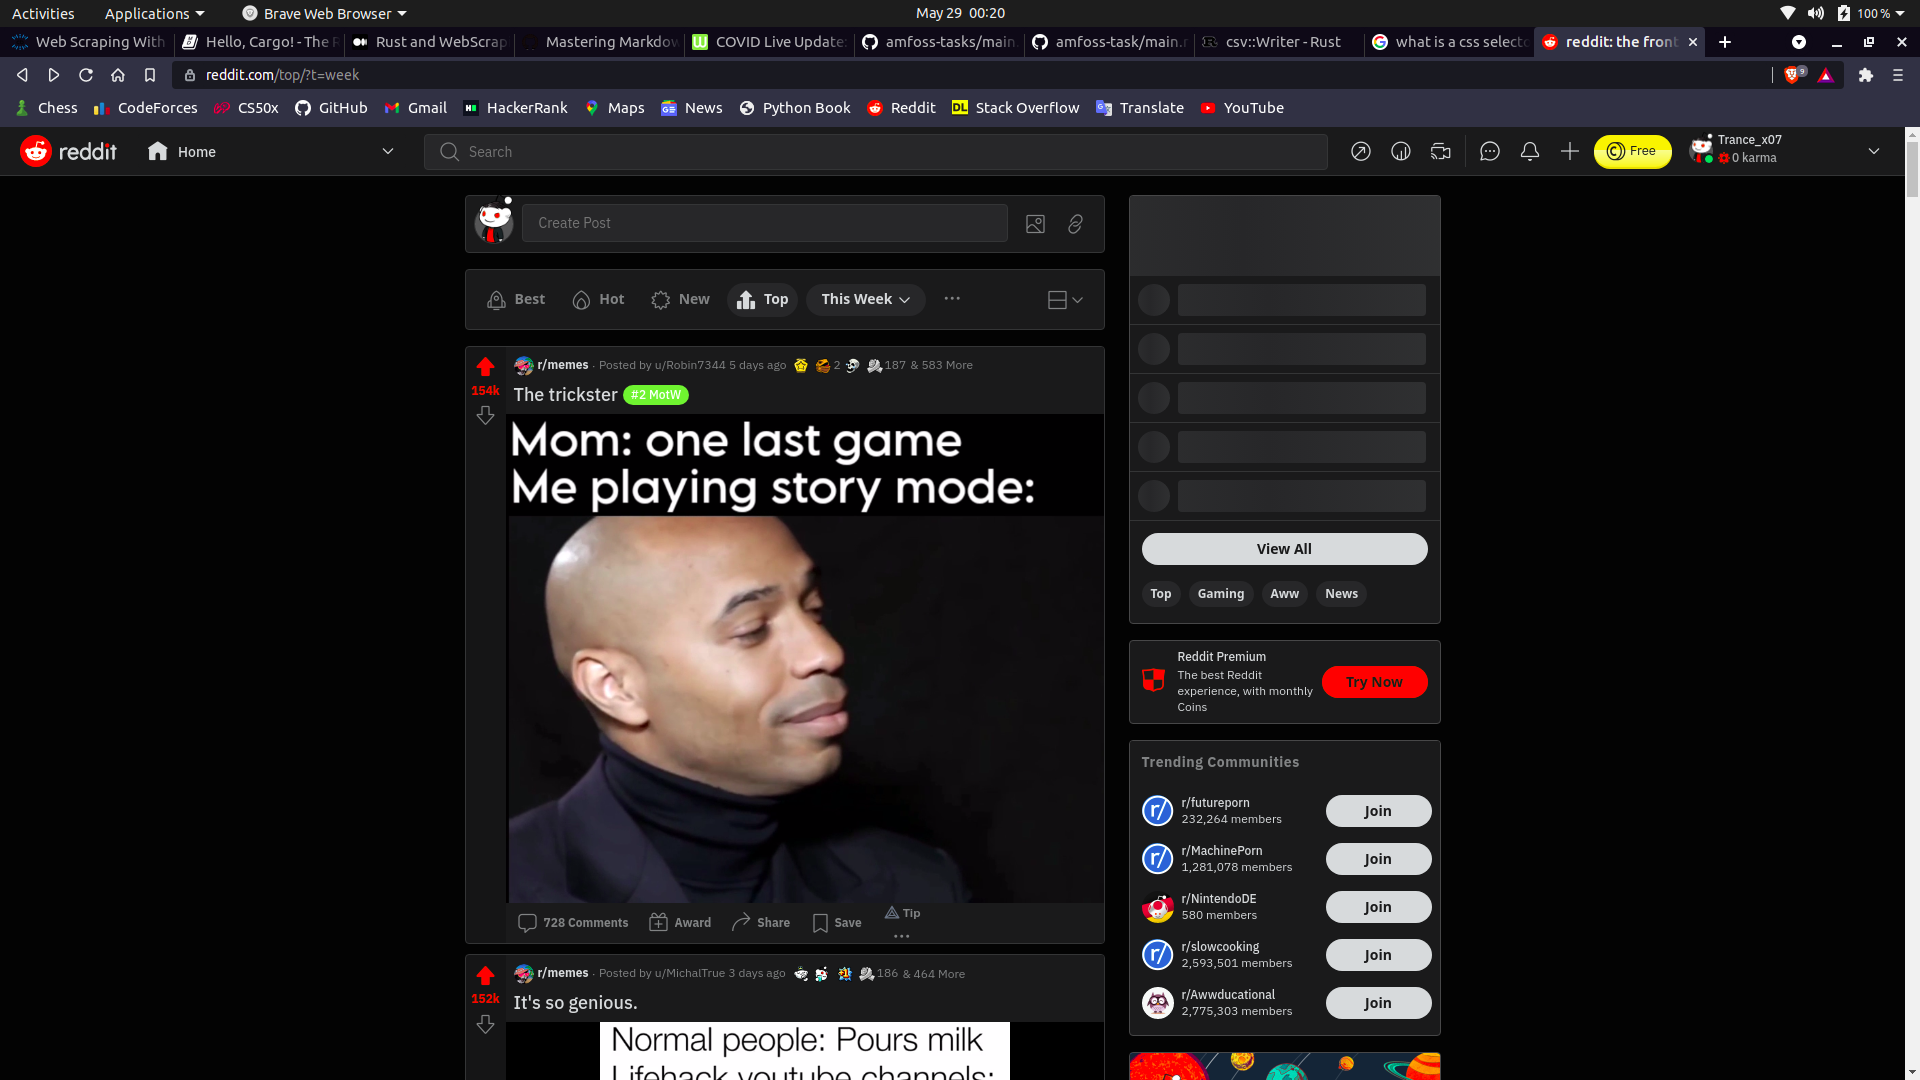 Activities
Applications
Brave Web Browser
May 29 00:20
100 %
Web Scraping With
Hello, Cargo! - The R
Rust and WebScrap
Mastering Markdow
COVID Live Update:
amfoss-tasks/main.
amfoss-task/main.r
csv::Writer - Rust
what is a css selecto
reddit: the front
reddit.com/top/?t=week
9
Chess
CodeForces
CS50x
GitHub
Gmail
HackerRank
Maps
News
Python Book
Reddit
DL Stack Overflow
Translate
YouTube
reddit
Home
Search
Free
Trance_x07
0 karma
Create Post
Best
Hot
New
Top
This Week
154k
r/memes · Posted by u/Robin7344 5 days ago 2 187 & 583 More
The trickster #2 MotW
Mom: one last game
Me playing story mode:
728 Comments
Award
Share
Save
Tip
152k
r/memes · Posted by u/MichalTrue 3 days ago 186 & 464 More
It's so genious.
Normal people: Pours milk
Lifehack youtube channels:
View All
Top
Gaming
Aww
News
Reddit Premium
The best Reddit
experience, with monthly
Coins
Try Now
Trending Communities
r/ r/futureporn
232,264 members
Join
r/ r/MachinePorn
1,281,078 members
Join
r/NintendoDE
580 members
Join
r/ r/slowcooking
2,593,501 members
Join
r/Awwducational
2,775,303 members
Join